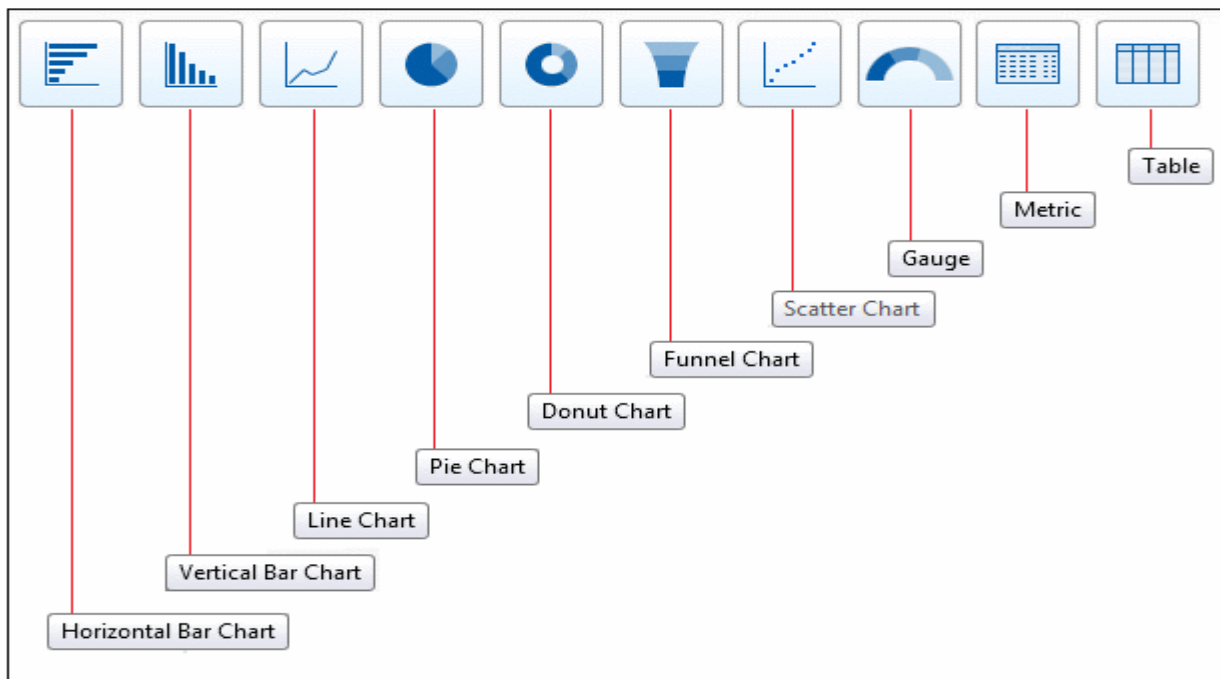 Table
Metric
Gauge
Scatter Chart
Funnel Chart
Donut Chart
Pie Chart
Line Chart
Vertical Bar Chart
Horizontal Bar Chart